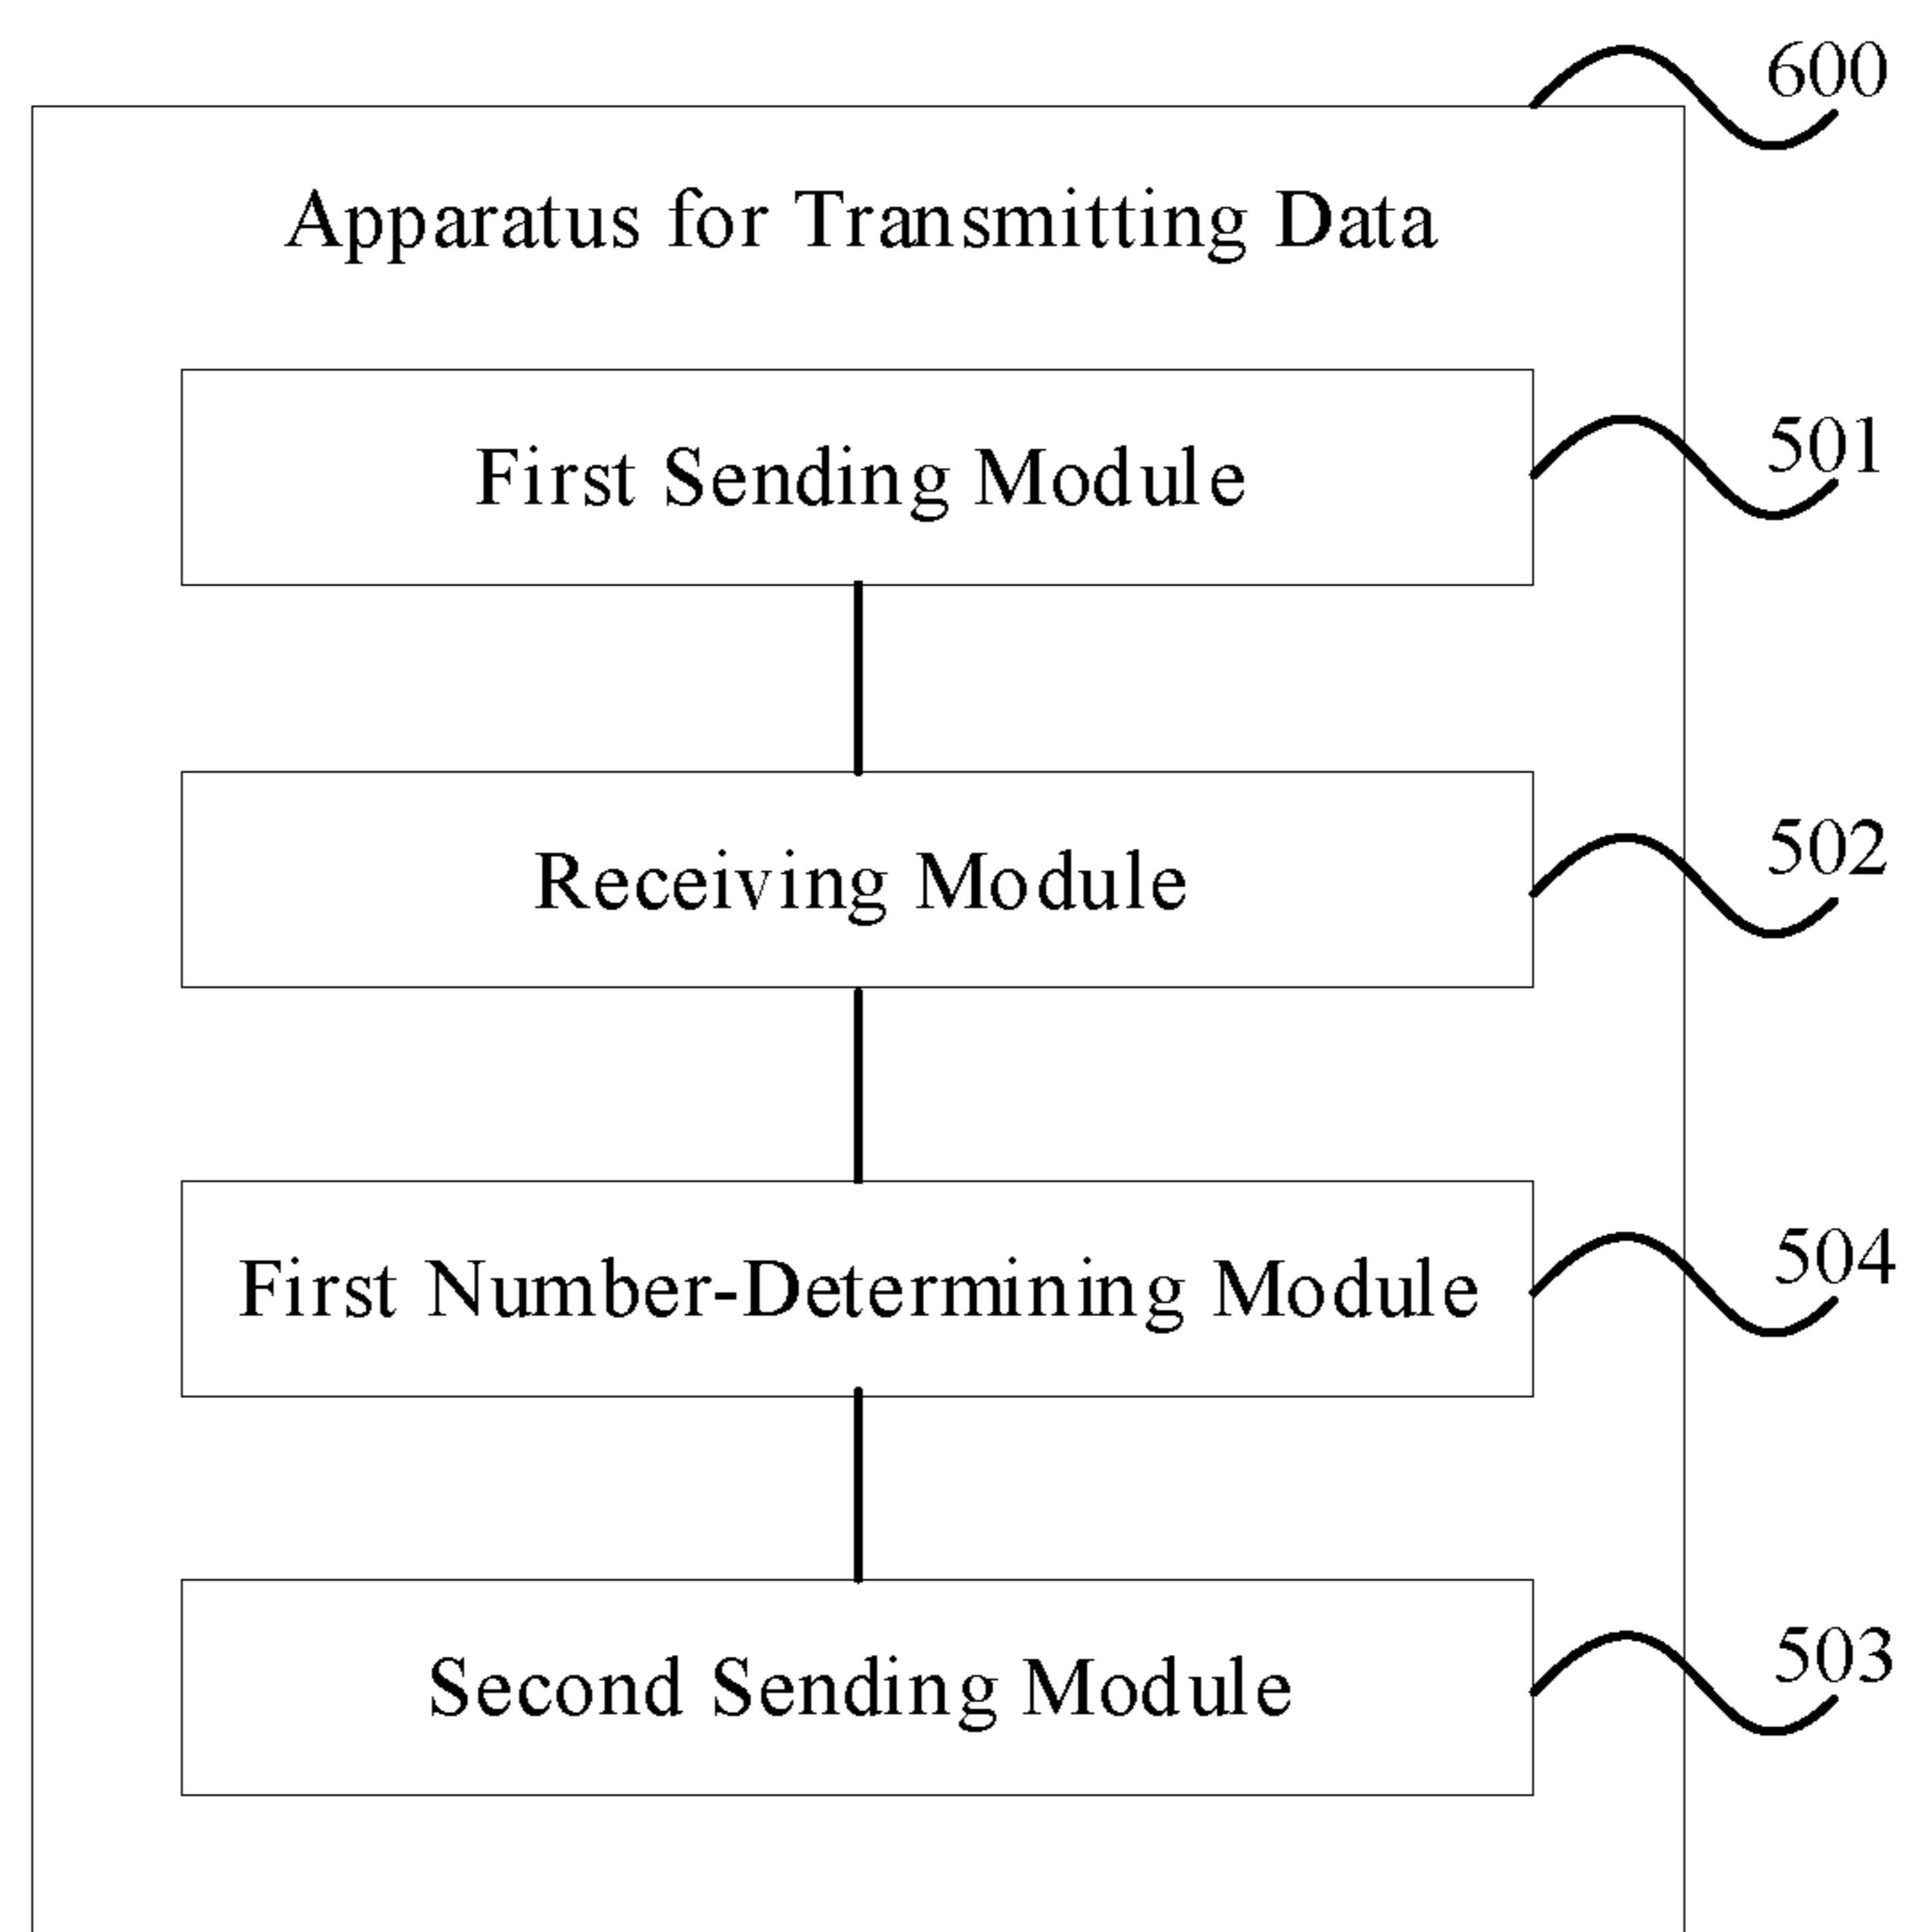 600
Apparatus for Transmitting Data
First Sending Module
501
Receiving Module
502
First Number-Determining Module
504
Second Sending Module
503